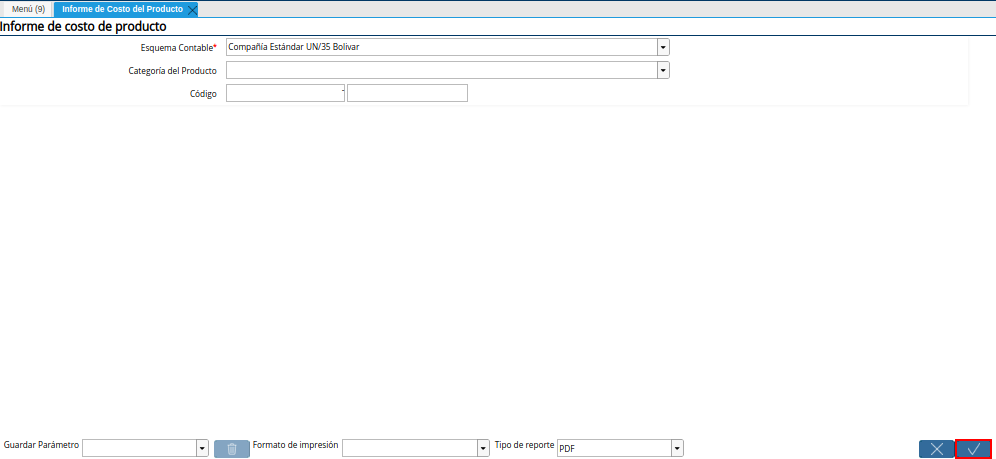 Menú (9) Informe de Costo del Producto
Informe de costo de producto
Esquema Contable* Compañía Estándar UN/35 Bolivar
Categoría del Producto
Código -
Guardar Parámetro Formato de impresión Tipo de reporte PDF